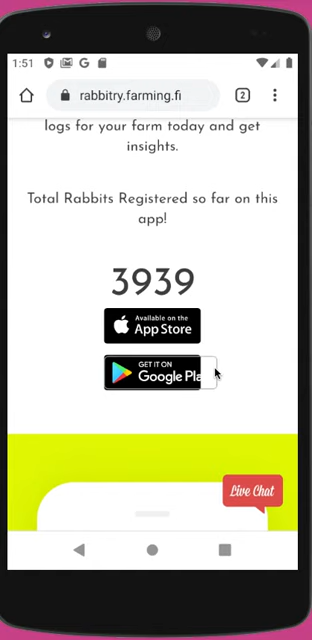 1:51
G
rabbitry.farming.fi
2
logs for your farm today and get
insights.
Total Rabbits Registered so far on this
app!
3939
Available on the
App Store
GET IT ON
Google Pla
Live Chat